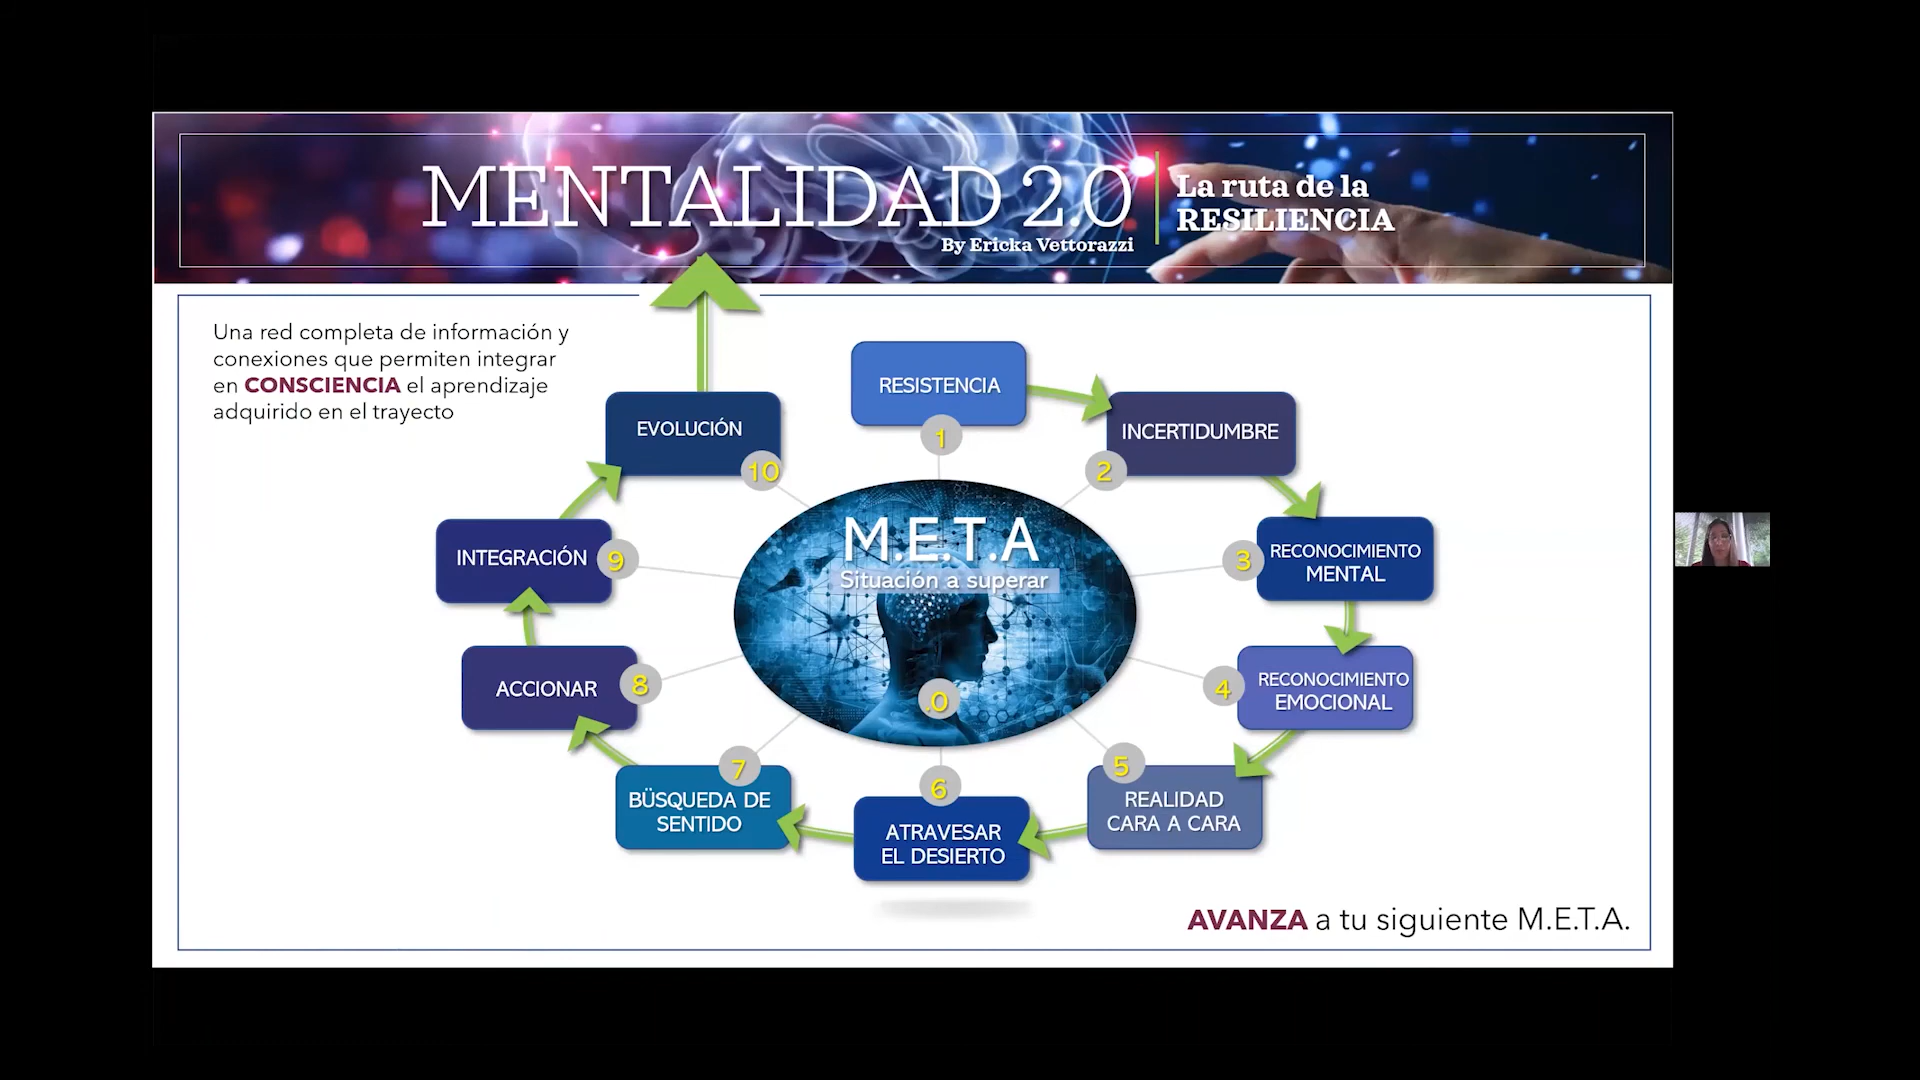 MENTALIDAD 2.0
By Ericka Vettorazzi
La ruta de la
RESILIENCIA
Una red completa de información y
conexiones que permiten integrar
en CONSCIENCIA el aprendizaje
adquirido en el trayecto
RESISTENCIA
1
INCERTIDUMBRE
2
RECONOCIMIENTO
MENTAL
3
RECONOCIMIENTO
EMOCIONAL
4
REALIDAD
CARA A CARA
5
ATRAVESAR
EL DESIERTO
6
BÜSQUEDA DE
SENTIDO
7
ACCIONAR
8
INTEGRACIÓN
9
EVOLUCIÓN
10
M.E.T.A
Situación a superar
.0
AVANZA a tu siguiente M.E.T.A.